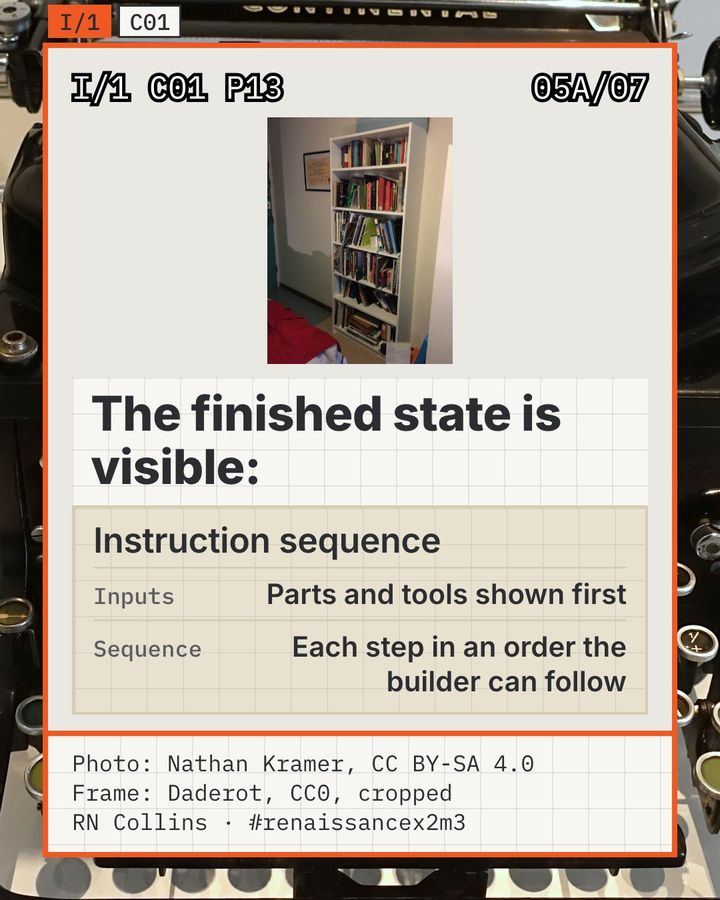 CONTINENTAL
I/1 C01
I/1 C01 P13 05A/07
The finished state is
visible:
Instruction sequence
Inputs Parts and tools shown first
Sequence Each step in an order the
builder can follow
Photo: Nathan Kramer, CC BY-SA 4.0
Frame: Daderot, CC0, cropped
RN Collins · #renaissancex2m3